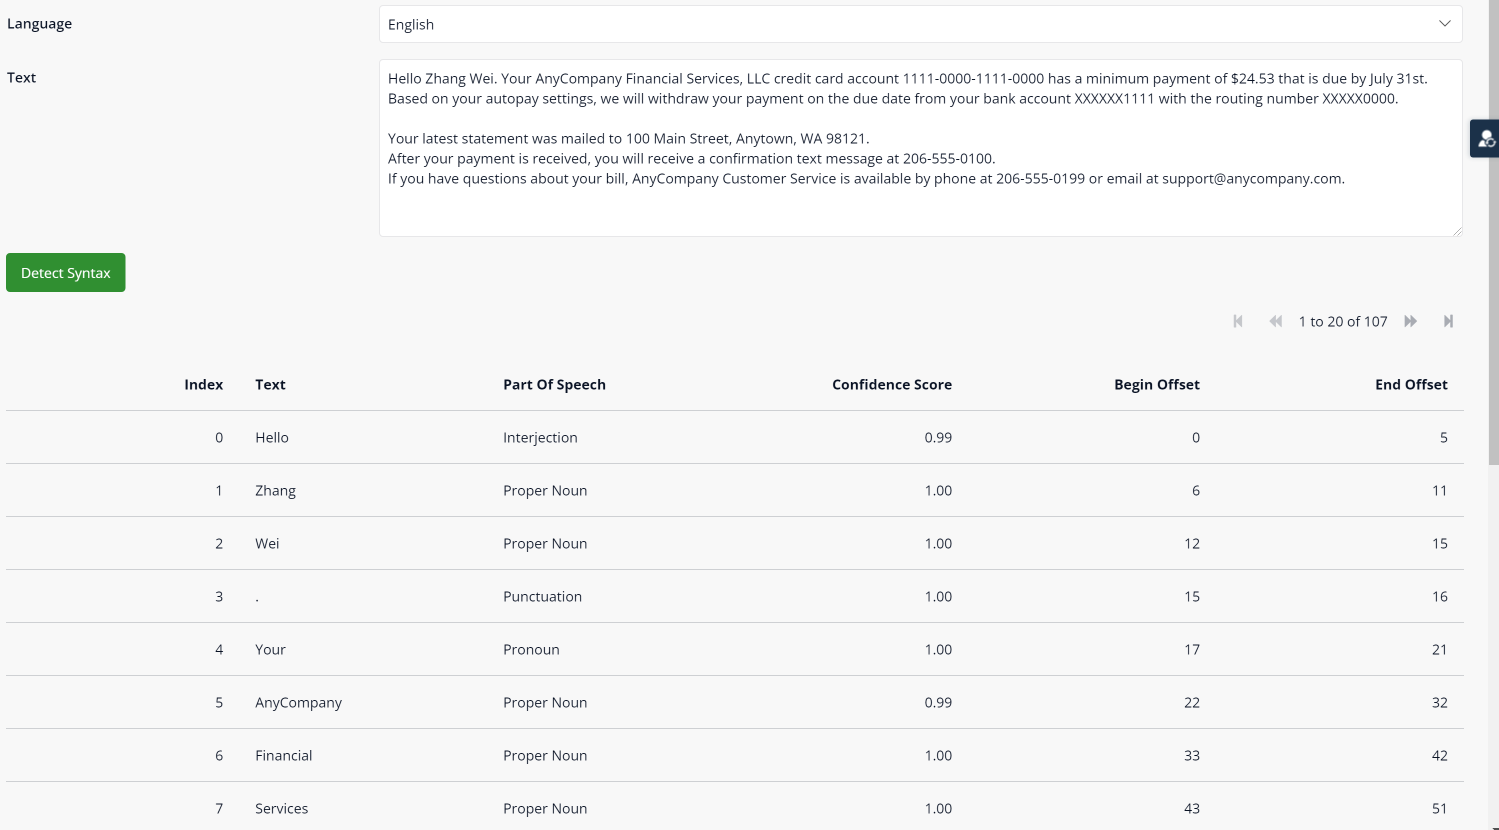 Language
English
Text
Hello Zhang Wei. Your AnyCompany Financial Services, LLC credit card account 1111-0000-1111-0000 has a minimum payment of $24.53 that is due by July 31st.
Based on your autopay settings, we will withdraw your payment on the due date from your bank account XXXXXX1111 with the routing number XXXXX0000.
Your latest statement was mailed to 100 Main Street, Anytown, WA 98121.
After your payment is received, you will receive a confirmation text message at 206-555-0100.
If you have questions about your bill, AnyCompany Customer Service is available by phone at 206-555-0199 or email at support@anycompany.com.
Detect Syntax
1 to 20 of 107
Index Text Part Of Speech Confidence Score Begin Offset End Offset
0 Hello Interjection 0.99 0 5
1 Zhang Proper Noun 1.00 6 11
2 Wei Proper Noun 1.00 12 15
3 . Punctuation 1.00 15 16
4 Your Pronoun 1.00 17 21
5 AnyCompany Proper Noun 0.99 22 32
6 Financial Proper Noun 1.00 33 42
7 Services Proper Noun 1.00 43 51